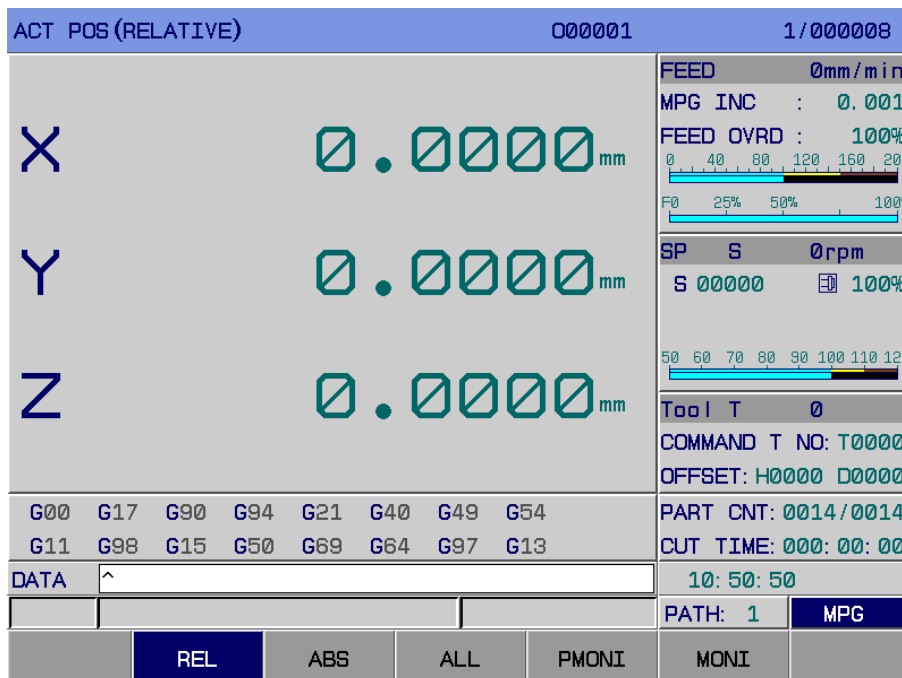 ACT POS(RELATIVE) O00001 1/000008
X 0.0000 mm
Y 0.0000 mm
Z 0.0000 mm
FEED 0mm/min
MPG INC : 0.001
FEED OVRD : 100%
0 40 80 120 160 20
F0 25% 50% 100%
SP S 0rpm
S 00000 100%
50 60 70 80 90 100 110 12
Tool T 0
COMMAND T NO: T0000
OFFSET: H0000 D0000
G00 G17 G90 G94 G21 G40 G49 G54
G11 G98 G15 G50 G69 G64 G97 G13
PART CNT: 0014/0014
CUT TIME: 000:00:00
DATA ^
10:50:50
PATH: 1 MPG
REL ABS ALL PMONI MONI